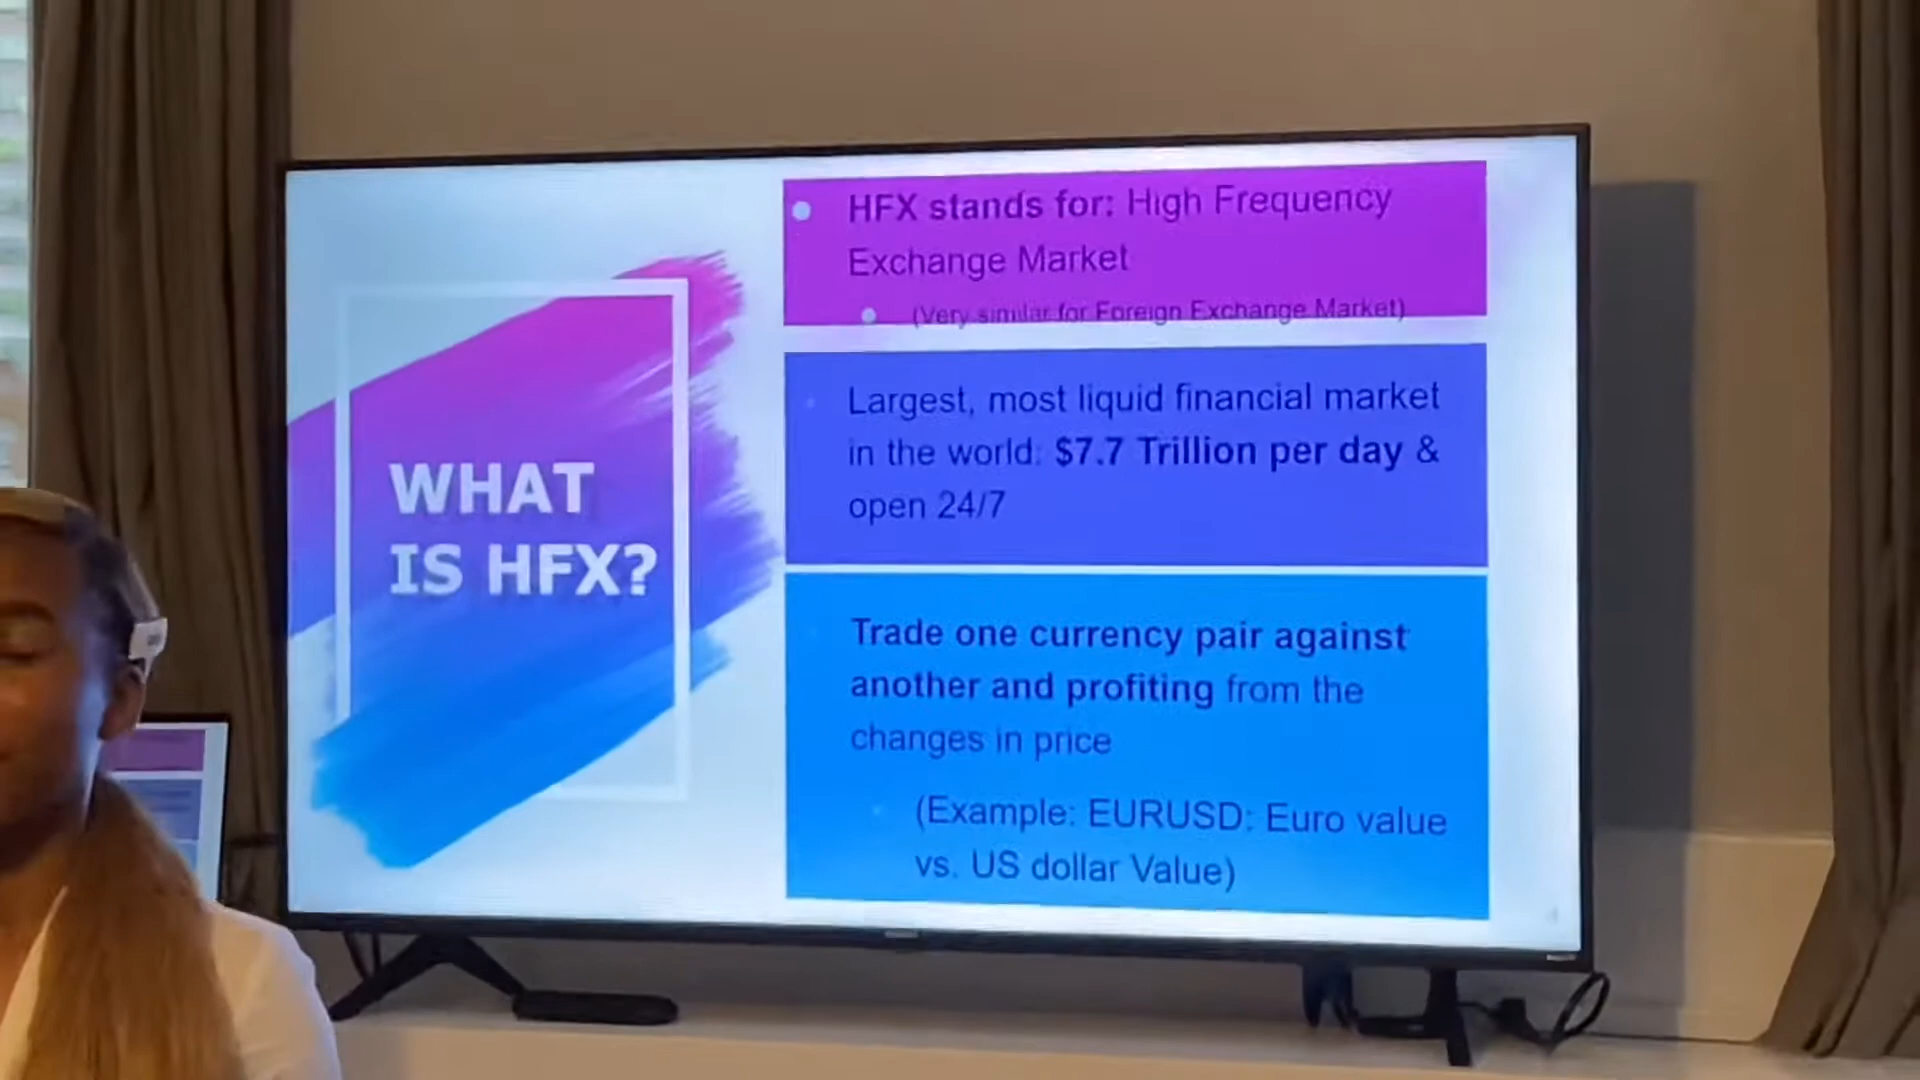 WHAT
IS HFX?
HFX stands for: High Frequency
Exchange Market
(Very similar for Foreign Exchange Market)
Largest, most liquid financial market
in the world: $7.7 Trillion per day &
open 24/7
Trade one currency pair against
another and profiting from the
changes in price
(Example: EURUSD: Euro value
vs. US dollar Value)